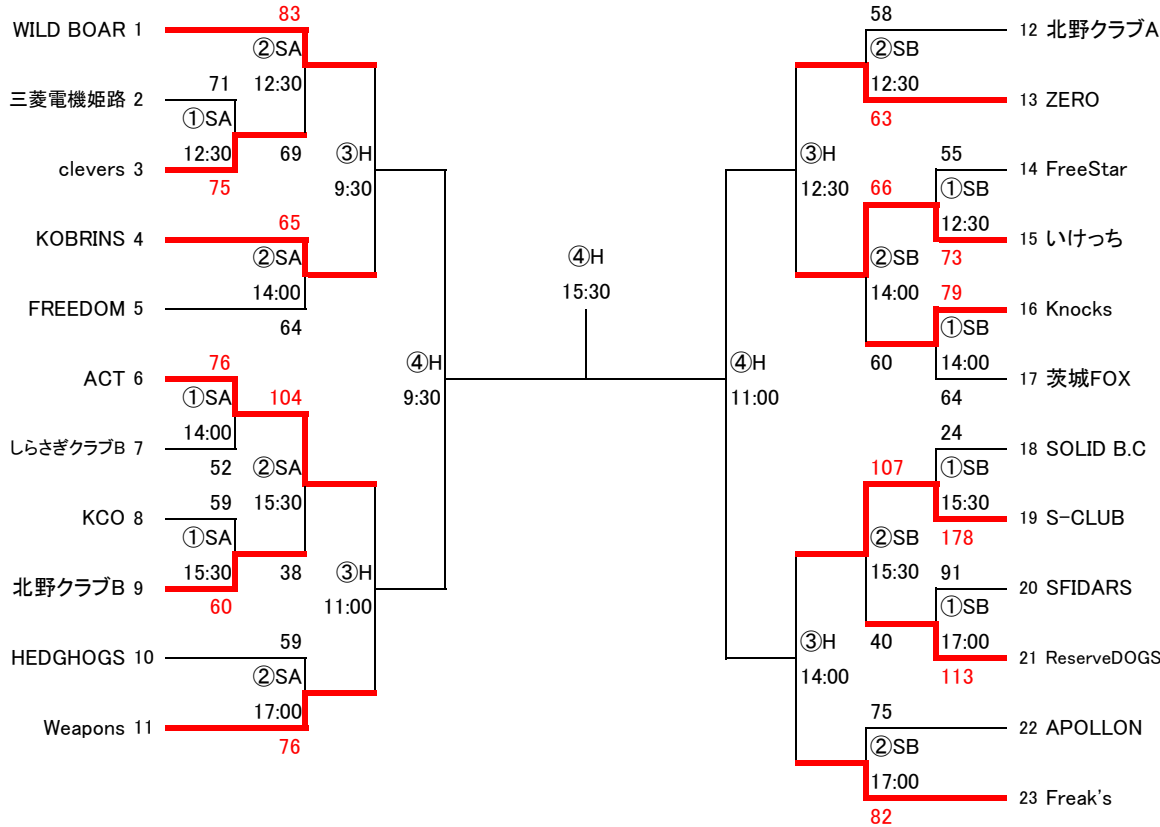 WILD BOAR 1
83
②SA
12:30
三菱電機姫路 2
71
①SA
12:30
69
clevers 3
75
③H
9:30
KOBRINS 4
65
②SA
14:00
FREEDOM 5
64
ACT 6
76
①SA
14:00
104
しらさぎクラブB 7
52
②SA
15:30
KCO 8
59
①SA
15:30
38
北野クラブB 9
60
③H
11:00
HEDGHOGS 10
59
②SA
17:00
Weapons 11
76
④H
9:30
④H
15:30
④H
11:00
58
12 北野クラブA
②SB
12:30
13 ZERO
63
③H
12:30
55
14 FreeStar
66
①SB
12:30
15 いけっち
73
②SB
14:00
79
16 Knocks
①SB
14:00
60
17 茨城FOX
64
24
18 SOLID B.C
107
①SB
15:30
19 S-CLUB
178
②SB
15:30
91
20 SFIDARS
①SB
17:00
40
21 ReserveDOGS
113
③H
14:00
75
22 APOLLON
②SB
17:00
23 Freak's
82